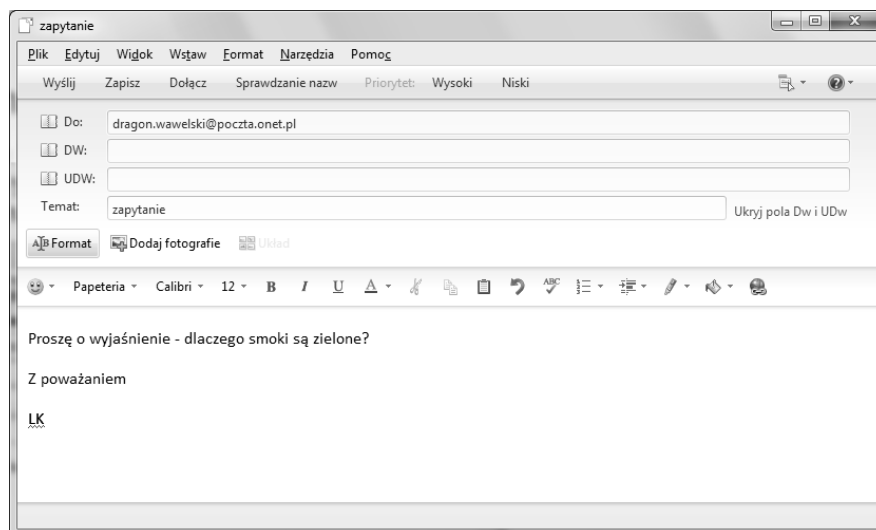 zapytanie
Plik Edytuj Widok Wstaw Format Narzędzia Pomoc
Wyślij Zapisz Dołącz Sprawdzanie nazw Priorytet: Wysoki Niski
Do: dragon.wawelski@poczta.onet.pl
DW:
UDW:
Temat: zapytanie Ukryj pola Dw i UDw
Format Dodaj fotografie Układ
Papeteria Calibri 12 B I U A ABC
Proszę o wyjaśnienie - dlaczego smoki są zielone?
Z poważaniem
LK